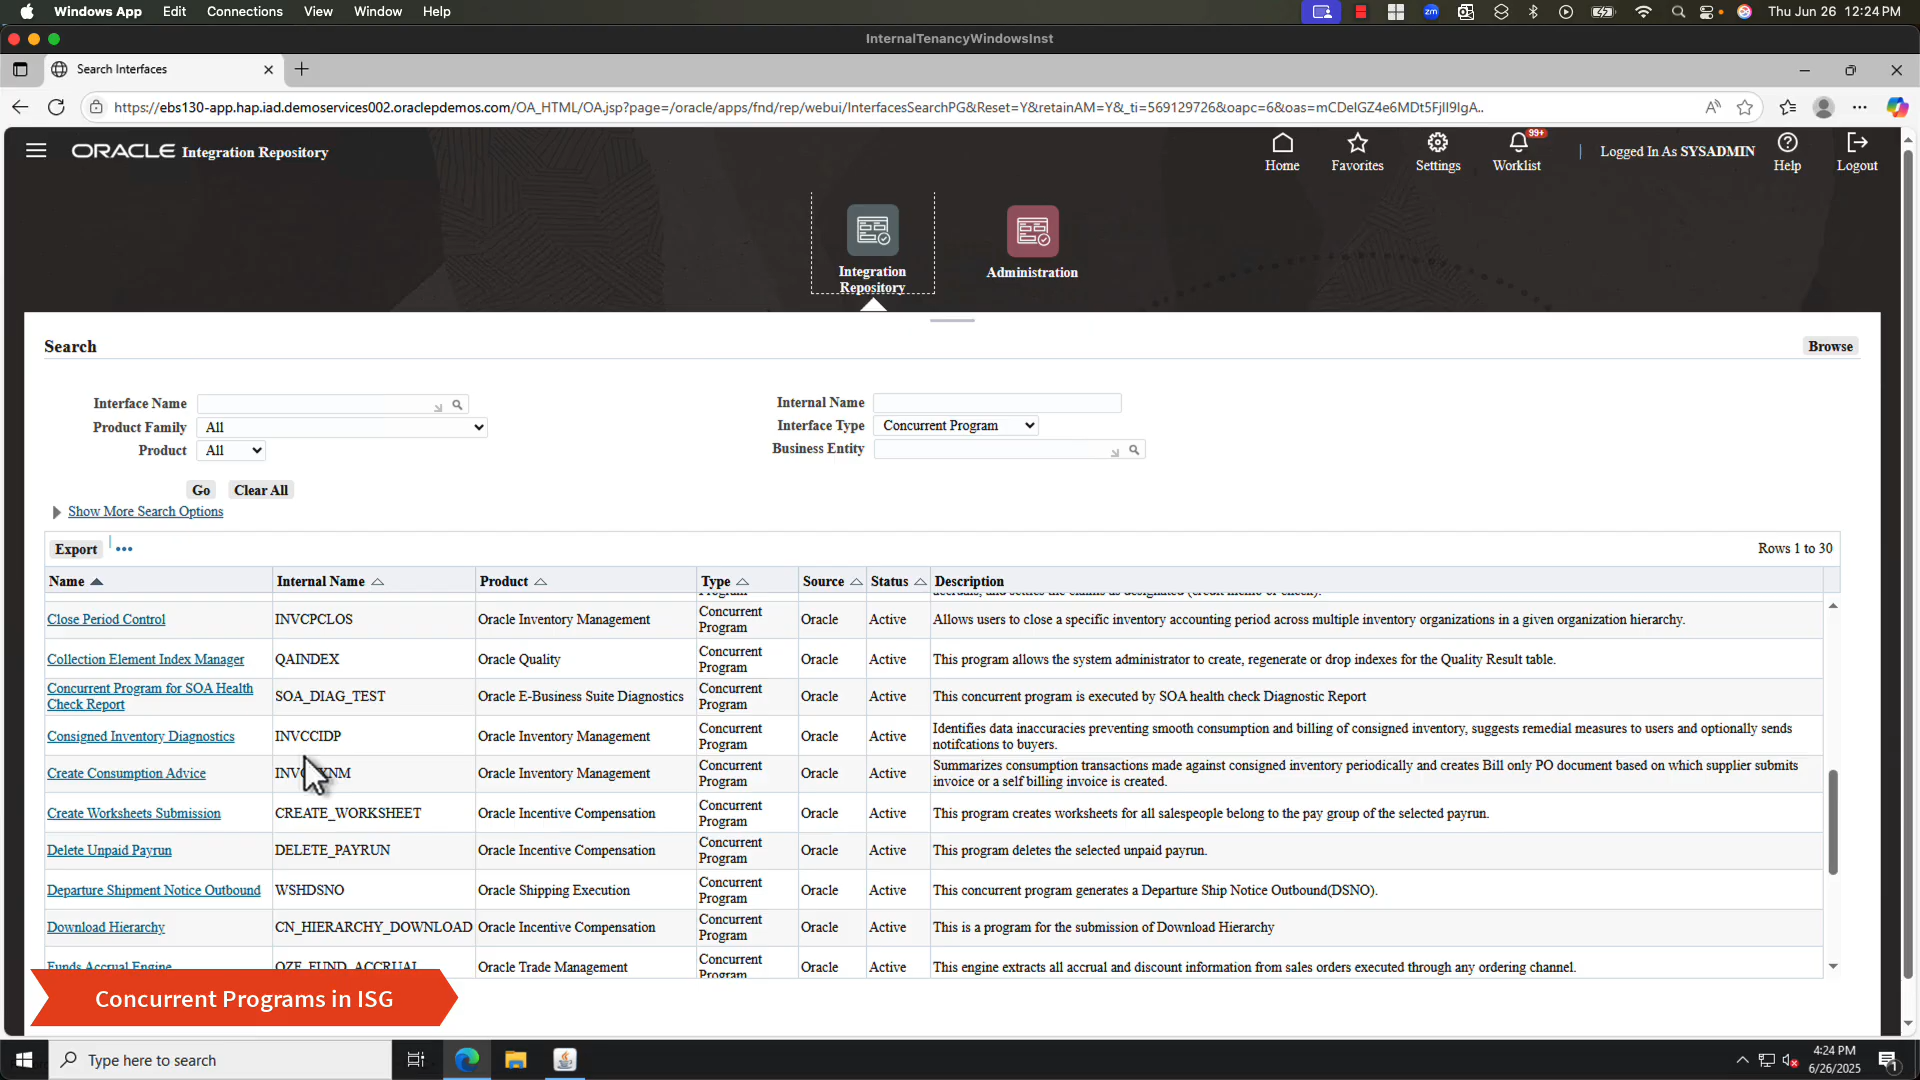 Windows App Edit Connections View Window Help
zm
Thu Jun 26 12:24 PM
InternalTenancyWindowsInst
Search Interfaces
https://ebs130-app.hap.iad.demoservices002.oraclepdemos.com/OA_HTML/OA.jsp?page=/oracle/apps/fnd/rep/webui/InterfacesSearchPG&Reset=Y&retainAM=Y&_ti=569129726&oapc=6&oas=mCDelGZ4e6MDt5FjII9IgA..
ORACLE Integration Repository
Home Favorites Settings Worklist 99+ Logged In As SYSADMIN Help Logout
Integration Repository
Administration
Search
Browse
Interface Name
Internal Name
Product Family All
Interface Type Concurrent Program
Product All
Business Entity
Go Clear All
Show More Search Options
Export
Rows 1 to 30
Name Internal Name Product Type Source Status Description
Close Period Control INVCPCLOS Oracle Inventory Management Concurrent Program Oracle Active Allows users to close a specific inventory accounting period across multiple inventory organizations in a given organization hierarchy.
Collection Element Index Manager QAINDEX Oracle Quality Concurrent Program Oracle Active This program allows the system administrator to create, regenerate or drop indexes for the Quality Result table.
Concurrent Program for SOA Health Check Report SOA_DIAG_TEST Oracle E-Business Suite Diagnostics Concurrent Program Oracle Active This concurrent program is executed by SOA health check Diagnostic Report
Consigned Inventory Diagnostics INVCCIDP Oracle Inventory Management Concurrent Program Oracle Active Identifies data inaccuracies preventing smooth consumption and billing of consigned inventory, suggests remedial measures to users and optionally sends notifcations to buyers.
Create Consumption Advice Oracle Inventory Management Concurrent Program Oracle Active Summarizes consumption transactions made against consigned inventory periodically and creates Bill only PO document based on which supplier submits invoice or a self billing invoice is created.
Create Worksheets Submission CREATE_WORKSHEET Oracle Incentive Compensation Concurrent Program Oracle Active This program creates worksheets for all salespeople belong to the pay group of the selected payrun.
Delete Unpaid Payrun DELETE_PAYRUN Oracle Incentive Compensation Concurrent Program Oracle Active This program deletes the selected unpaid payrun.
Departure Shipment Notice Outbound WSHDSNO Oracle Shipping Execution Concurrent Program Oracle Active This concurrent program generates a Departure Ship Notice Outbound(DSNO).
Download Hierarchy CN_HIERARCHY_DOWNLOAD Oracle Incentive Compensation Concurrent Program Oracle Active This is a program for the submission of Download Hierarchy
Funds Accrual Engine OZF_FUND_ACCRUAL Oracle Trade Management Concurrent Program Oracle Active This engine extracts all accrual and discount information from sales orders executed through any ordering channel.
Concurrent Programs in ISG
Type here to search
4:24 PM
6/26/2025
1